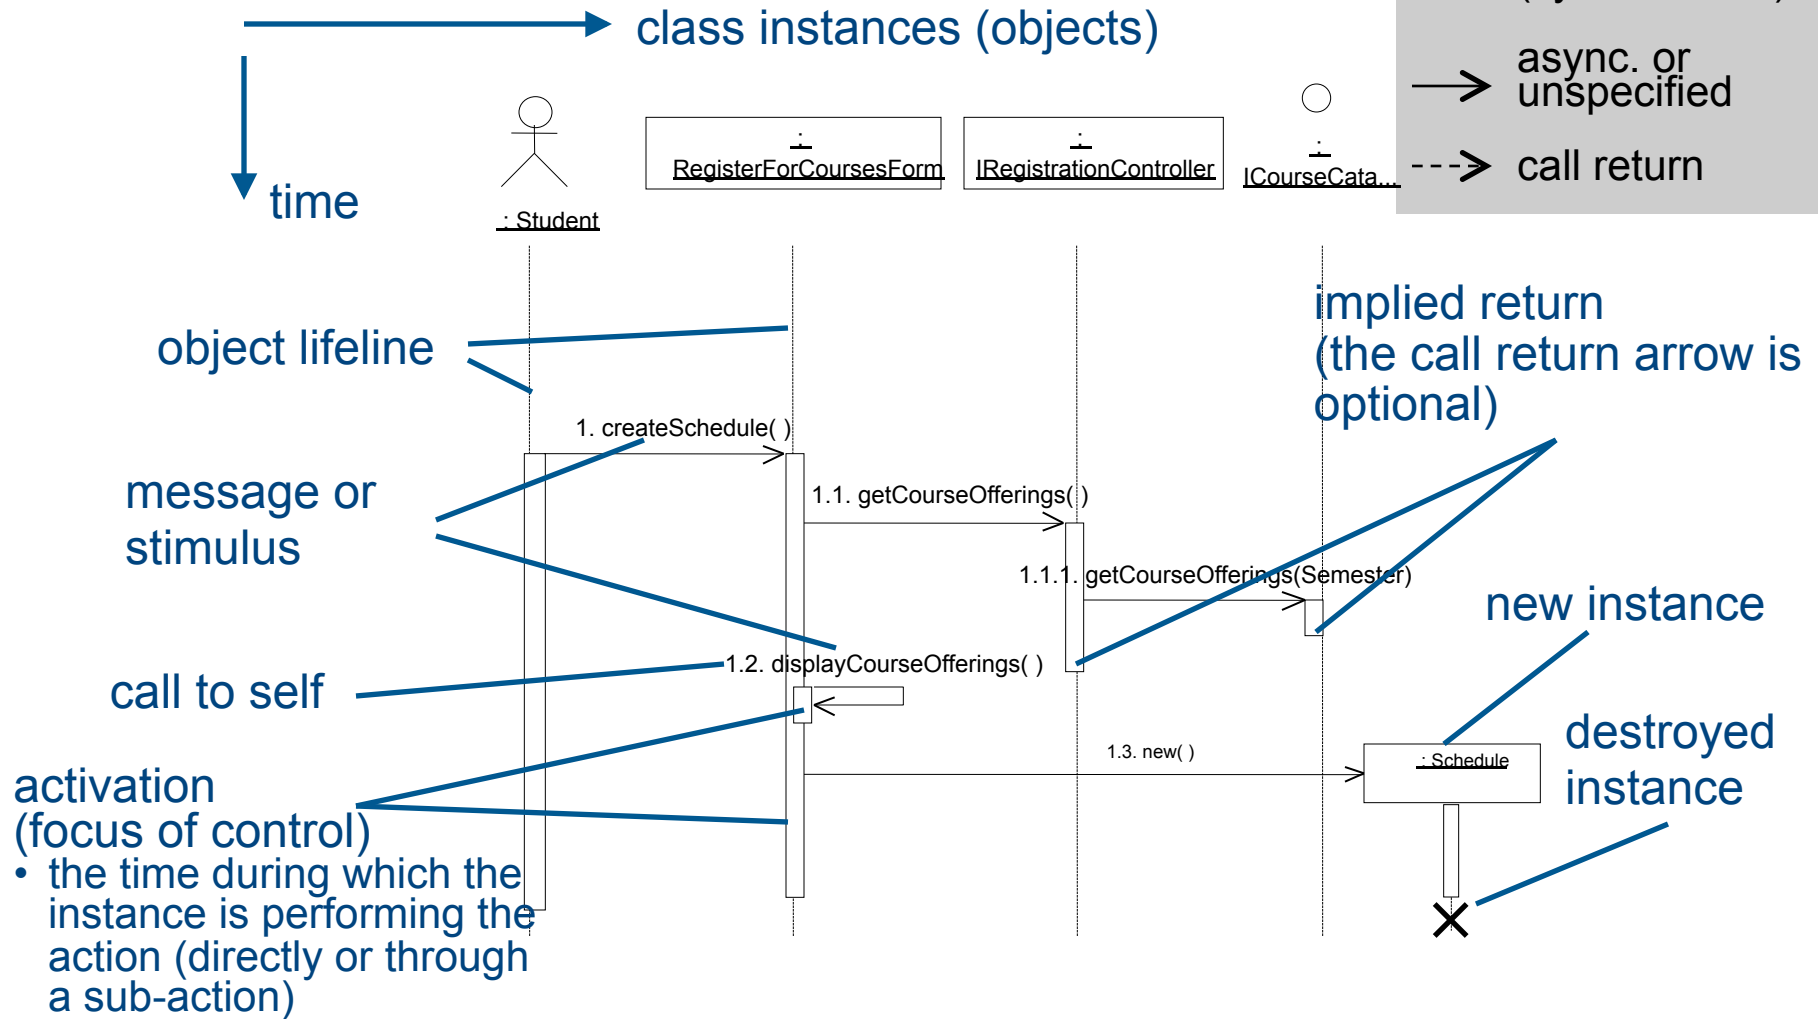 class instances (objects)
async. or
unspecified
call return
time
: Student
:
RegisterForCoursesForm
:
IRegistrationController
:
ICourseCata...
object lifeline
implied return
(the call return arrow is
optional)
1. createSchedule( )
message or
stimulus
1.1. getCourseOfferings( )
1.1.1. getCourseOfferings(Semester)
new instance
1.2. displayCourseOfferings( )
call to self
destroyed
instance
1.3. new( )
: Schedule
activation
(focus of control)
• the time during which the
instance is performing the
action (directly or through
a sub-action)